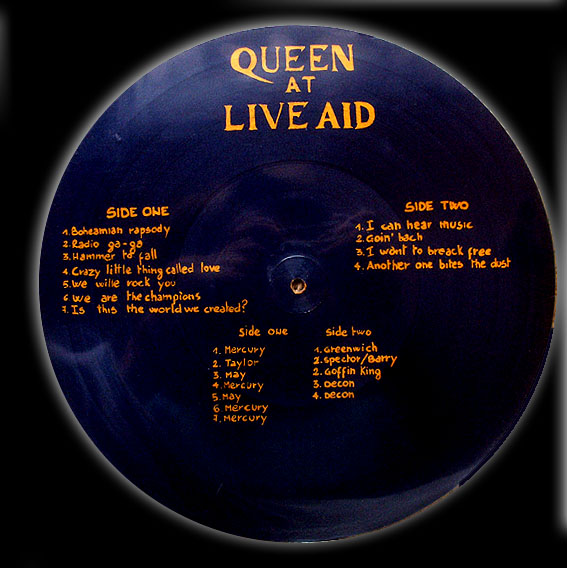 QUEEN
AT
LIVE AID
SIDE ONE
1. Boheamian rapsody
2. Radio ga-ga
3. Hammer to fall
4. Crazy little thing called love
5. We wille rock you
6 we are the champions
7. Is this the world we created?
SIDE TWO
1. I can hear music
2. Goin' bach
3. I want to breack free
4. Another one bites the dust
Side one
1. Mercury
2. Taylor
3. May
4. Mercury
5. May
6 Mercury
7. Mercury
Side two
1. Greenwich
2. spector/Barry
2. Goffin King
3. Decon
4. Decon